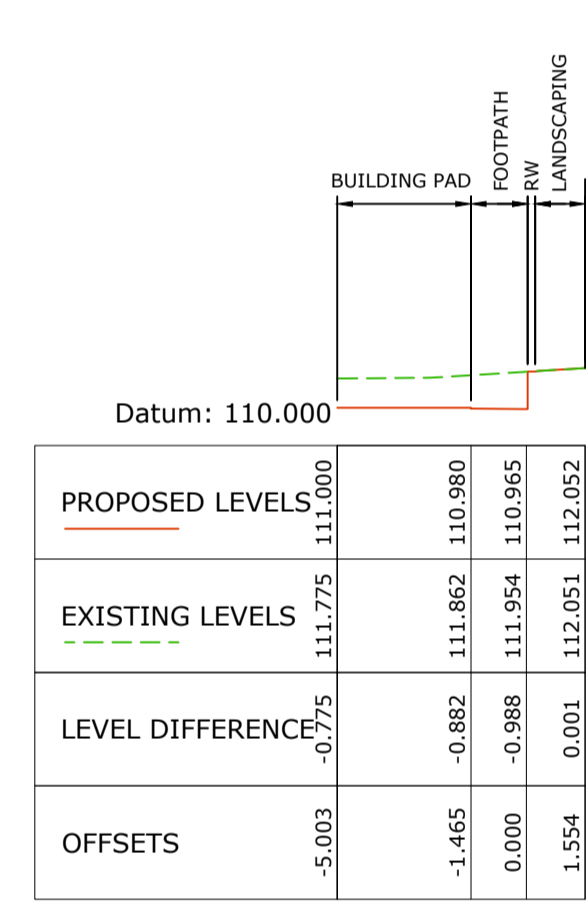 BUILDING PAD
FOOTPATH
RW
LANDSCAPING
Datum: 110.000
PROPOSED LEVELS 111.000 110.980 110.965 112.052
EXISTING LEVELS 111.775 111.862 111.954 112.051
LEVEL DIFFERENCE -0.775 -0.882 -0.988 0.001
OFFSETS -5.003 -1.465 0.000 1.554